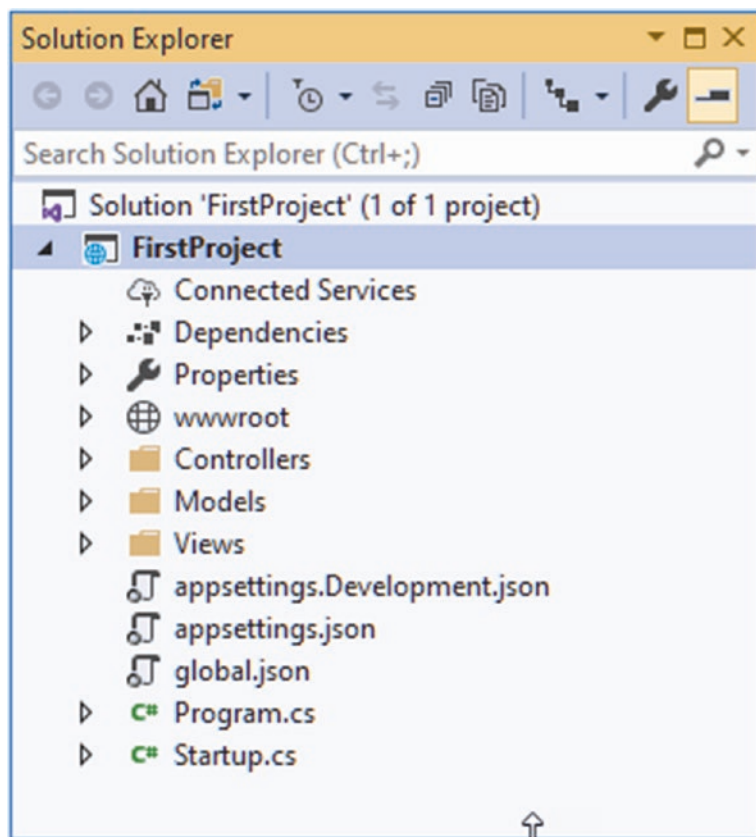 Solution Explorer
Search Solution Explorer (Ctrl+;)
Solution 'FirstProject' (1 of 1 project)
FirstProject
Connected Services
Dependencies
Properties
wwwroot
Controllers
Models
Views
appsettings.Development.json
appsettings.json
global.json
C# Program.cs
C# Startup.cs